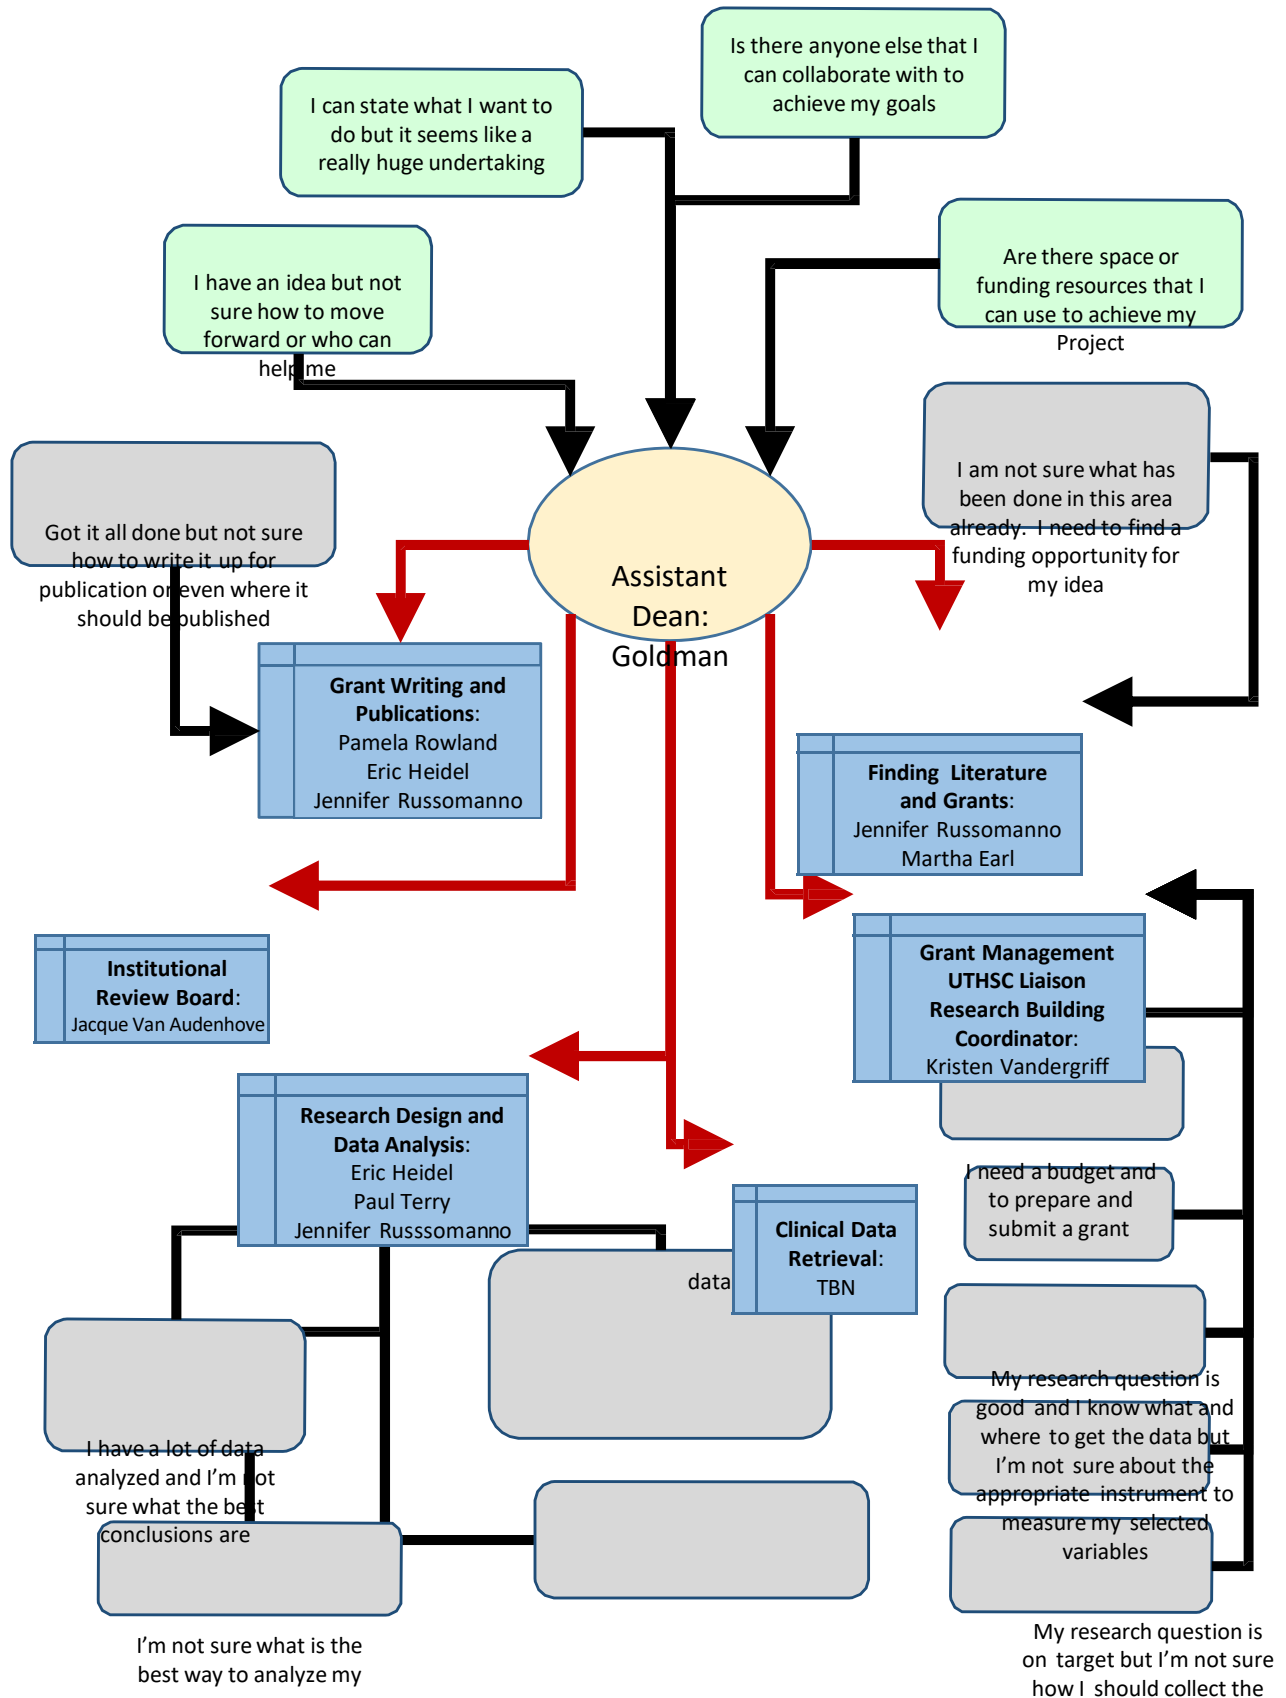 Is there anyone else that I
can collaborate with to
achieve my goals
I can state what I want to
do but it seems like a
really huge undertaking
I have an idea but not
sure how to move
forward or who can
help me
Are there space or
funding resources that I
can use to achieve my
Project
I am not sure what has
been done in this area
already. I need to find a
funding opportunity for
my idea
Got it all done but not sure
how to write it up for
publication or even where it
should be published
Assistant
Dean:
Goldman
Grant Writing and
Publications:
Pamela Rowland
Eric Heidel
Jennifer Russomanno
Finding Literature
and Grants:
Jennifer Russomanno
Martha Earl
Institutional
Review Board:
Jacque Van Audenhove
Grant Management
UTHSC Liaison
Research Building
Coordinator:
Kristen Vandergriff
Research Design and
Data Analysis:
Eric Heidel
Paul Terry
Jennifer Russsomanno
Clinical Data
Retrieval:
TBN
data
I need a budget and
to prepare and
submit a grant
My research question is
good and I know what and
where to get the data but
I'm not sure about the
appropriate instrument to
measure my selected
variables
I have a lot of data
analyzed and I'm not
sure what the best
conclusions are
I'm not sure what is the
best way to analyze my
My research question is
on target but I'm not sure
how I should collect the